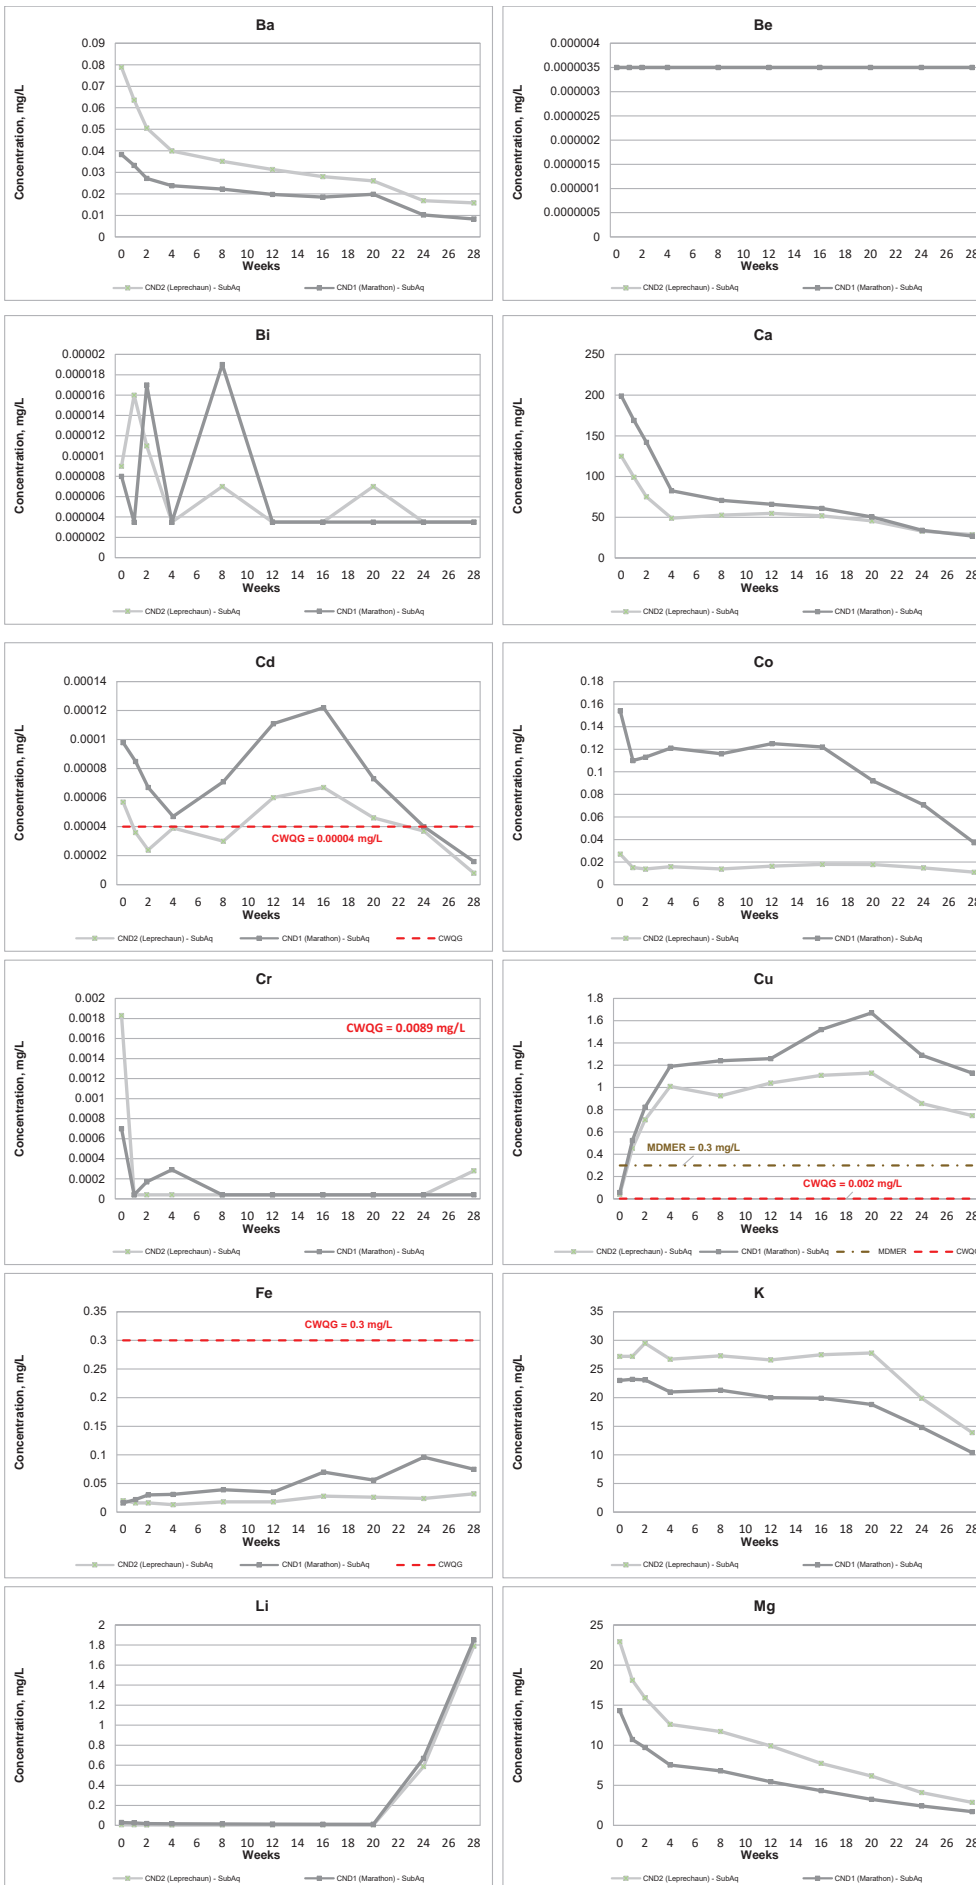 Ba
Concentration, mg/L
0.09
0.08
0.07
0.06
0.05
0.04
0.03
0.02
0.01
0
0 2 4 6 8 10 12 14 16 18 20 22 24 26 28
Weeks
CND2 (Leprechaun) - SubAq CND1 (Marathon) - SubAq
Be
Concentration, mg/L
0.000004
0.0000035
0.000003
0.0000025
0.000002
0.0000015
0.000001
0.0000005
0
0 2 4 6 8 10 12 14 16 18 20 22 24 26 28
Weeks
CND2 (Leprechaun) - SubAq CND1 (Marathon) - SubAq
Bi
Concentration, mg/L
0.00002
0.000018
0.000016
0.000014
0.000012
0.00001
0.000008
0.000006
0.000004
0.000002
0
0 2 4 6 8 10 12 14 16 18 20 22 24 26 28
Weeks
CND2 (Leprechaun) - SubAq CND1 (Marathon) - SubAq
Ca
Concentration, mg/L
250
200
150
100
50
0
0 2 4 6 8 10 12 14 16 18 20 22 24 26 28
Weeks
CND2 (Leprechaun) - SubAq CND1 (Marathon) - SubAq
Cd
Concentration, mg/L
0.00014
0.00012
0.0001
0.00008
0.00006
0.00004
0.00002
0
CWQG = 0.00004 mg/L
0 2 4 6 8 10 12 14 16 18 20 22 24 26 28
Weeks
CND2 (Leprechaun) - SubAq CND1 (Marathon) - SubAq CWQG
Co
Concentration, mg/L
0.18
0.16
0.14
0.12
0.1
0.08
0.06
0.04
0.02
0
0 2 4 6 8 10 12 14 16 18 20 22 24 26 28
Weeks
CND2 (Leprechaun) - SubAq CND1 (Marathon) - SubAq
Cr
Concentration, mg/L
0.002
0.0018
0.0016
0.0014
0.0012
0.001
0.0008
0.0006
0.0004
0.0002
0
CWQG = 0.0089 mg/L
0 2 4 6 8 10 12 14 16 18 20 22 24 26 28
Weeks
CND2 (Leprechaun) - SubAq CND1 (Marathon) - SubAq
Cu
Concentration, mg/L
1.8
1.6
1.4
1.2
1
0.8
0.6
0.4
0.2
0
MDMER = 0.3 mg/L
CWQG = 0.002 mg/L
0 2 4 6 8 10 12 14 16 18 20 22 24 26 28
Weeks
CND2 (Leprechaun) - SubAq CND1 (Marathon) - SubAq MDMER CWQG
Fe
Concentration, mg/L
0.35
0.3
0.25
0.2
0.15
0.1
0.05
0
CWQG = 0.3 mg/L
0 2 4 6 8 10 12 14 16 18 20 22 24 26 28
Weeks
CND2 (Leprechaun) - SubAq CND1 (Marathon) - SubAq CWQG
K
Concentration, mg/L
35
30
25
20
15
10
5
0
0 2 4 6 8 10 12 14 16 18 20 22 24 26 28
Weeks
CND2 (Leprechaun) - SubAq CND1 (Marathon) - SubAq
Li
Concentration, mg/L
2
1.8
1.6
1.4
1.2
1
0.8
0.6
0.4
0.2
0
0 2 4 6 8 10 12 14 16 18 20 22 24 26 28
Weeks
CND2 (Leprechaun) - SubAq CND1 (Marathon) - SubAq
Mg
Concentration, mg/L
25
20
15
10
5
0
0 2 4 6 8 10 12 14 16 18 20 22 24 26 28
Weeks
CND2 (Leprechaun) - SubAq CND1 (Marathon) - SubAq